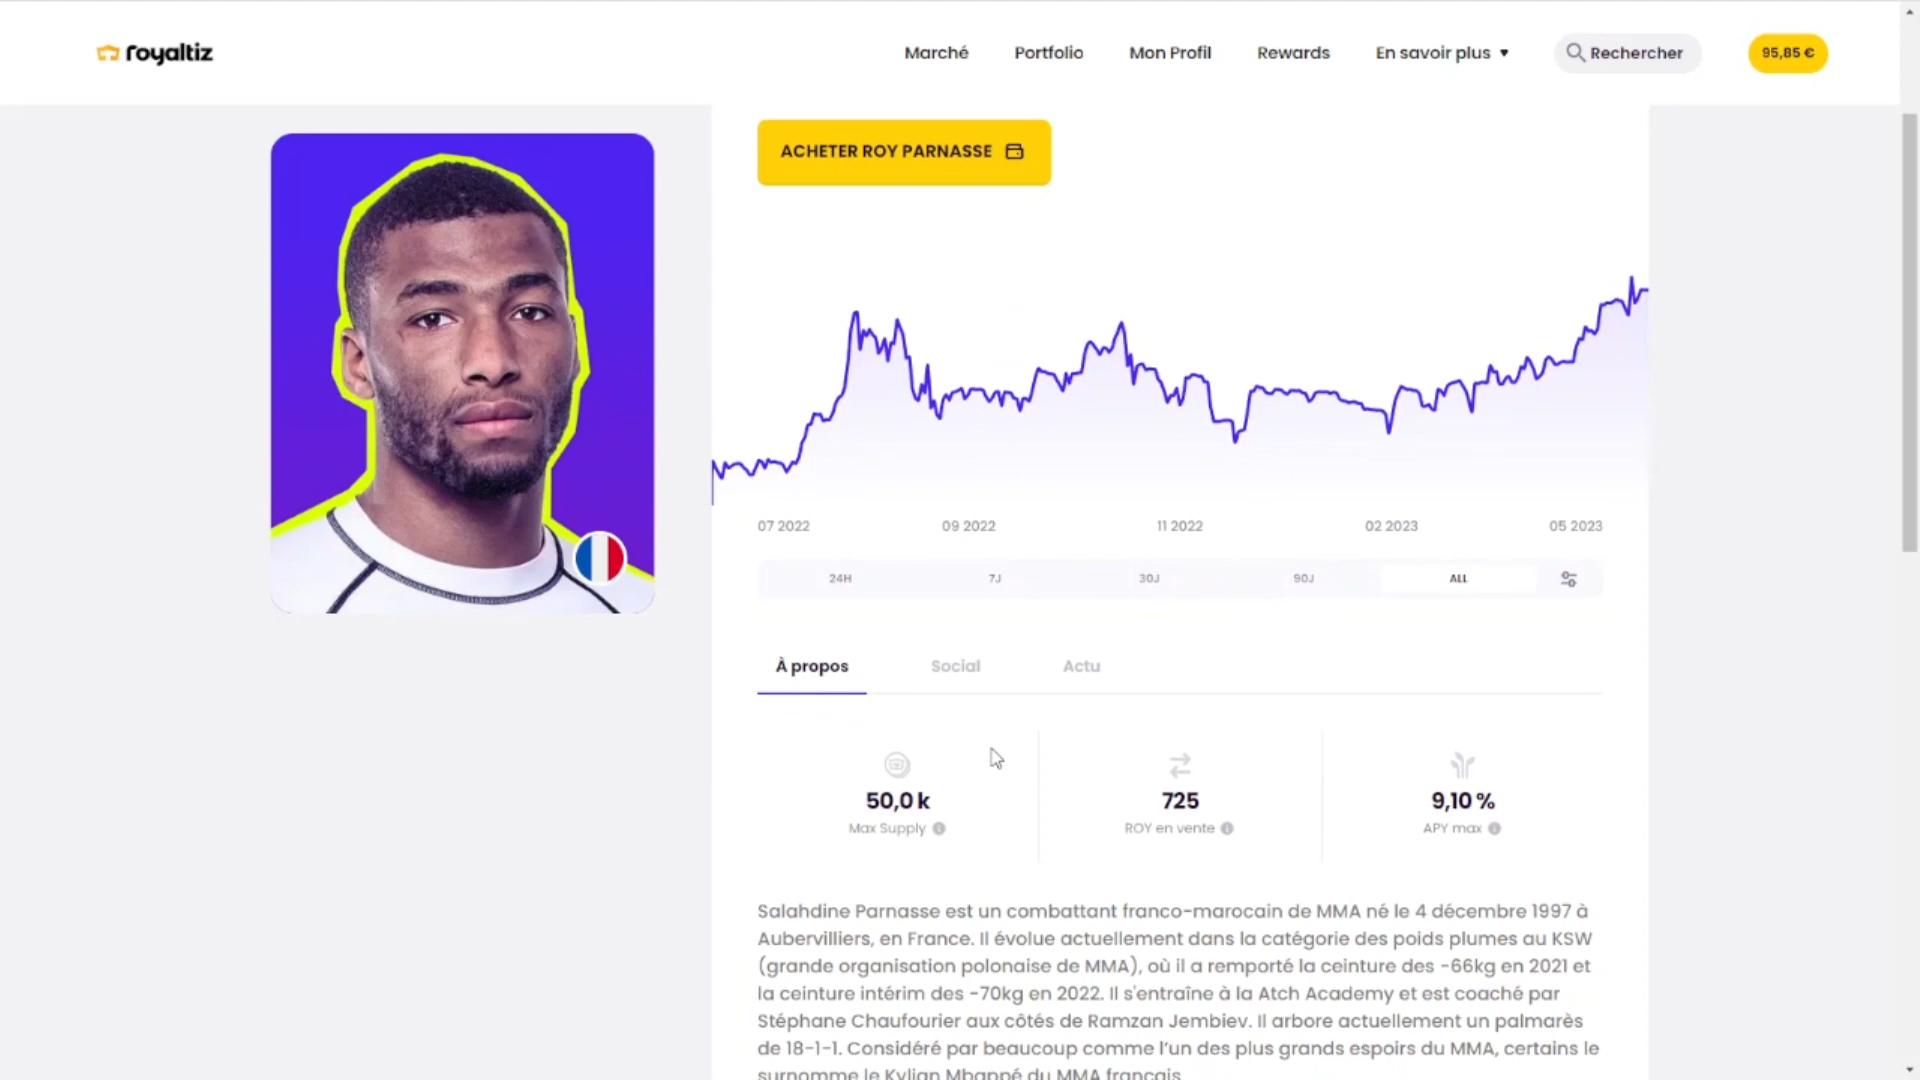 royaltiz
Marché
Portfolio
Mon Profil
Rewards
En savoir plus
Rechercher
95,85 €
ACHETER ROY PARNASSE
07 2022
09 2022
11 2022
02 2023
05 2023
24H
7J
30J
90J
ALL
À propos
Social
Actu
50,0 k
Max Supply
725
ROY en vente
9,10 %
APY max
Salahdine Parnasse est un combattant franco-marocain de MMA né le 4 décembre 1997 à
Aubervilliers, en France. Il évolue actuellement dans la catégorie des poids plumes au KSW
(grande organisation polonaise de MMA), où il a remporté la ceinture des -66kg en 2021 et
la ceinture intérim des -70kg en 2022. Il s'entraîne à la Atch Academy et est coaché par
Stéphane Chaufourier aux côtés de Ramzan Jembiev. Il arbore actuellement un palmarès
de 18-1-1. Considéré par beaucoup comme l'un des plus grands espoirs du MMA, certains le
surnomme le Kylian Mbappé du MMA français